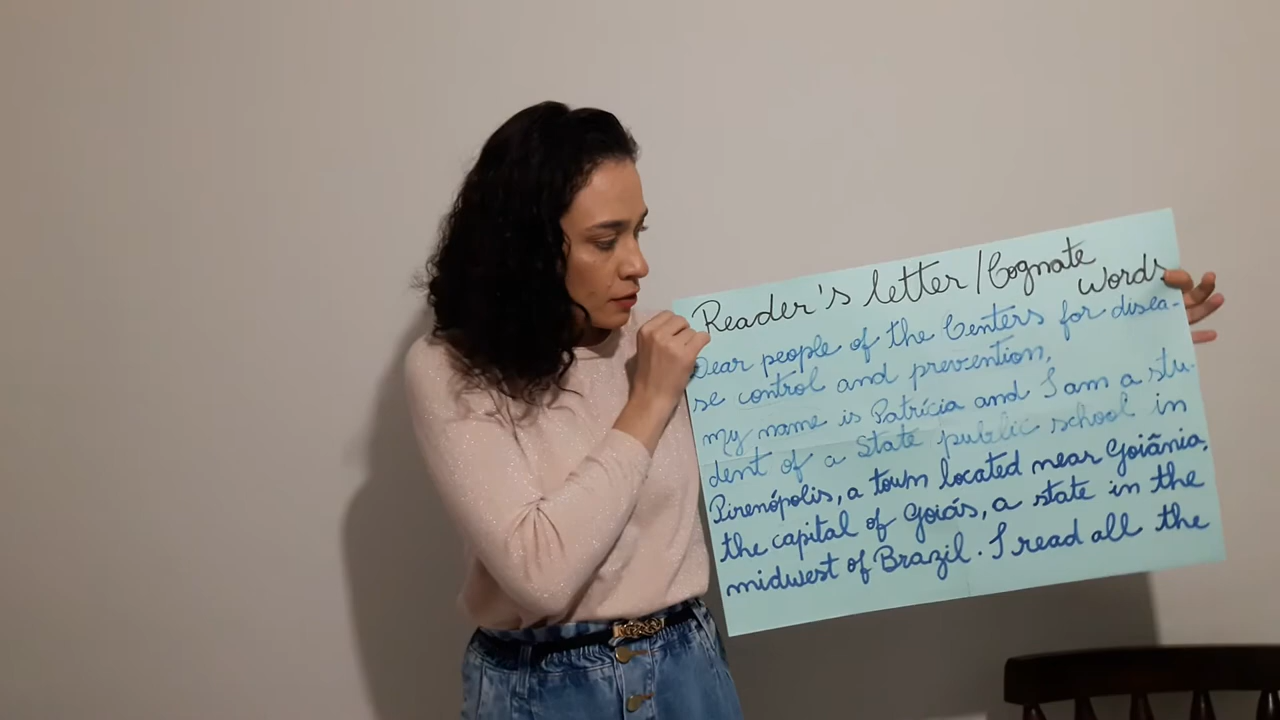 Reader's letter / Cognate
Words
Dear people of the Centers for disea-
se control and prevention,
my name is Patrícia and I am a stu-
dent of a State public school in
Pirenópolis, a town located near Goiânia,
the capital of Goiás, a state in the
midwest of Brazil. I read all the